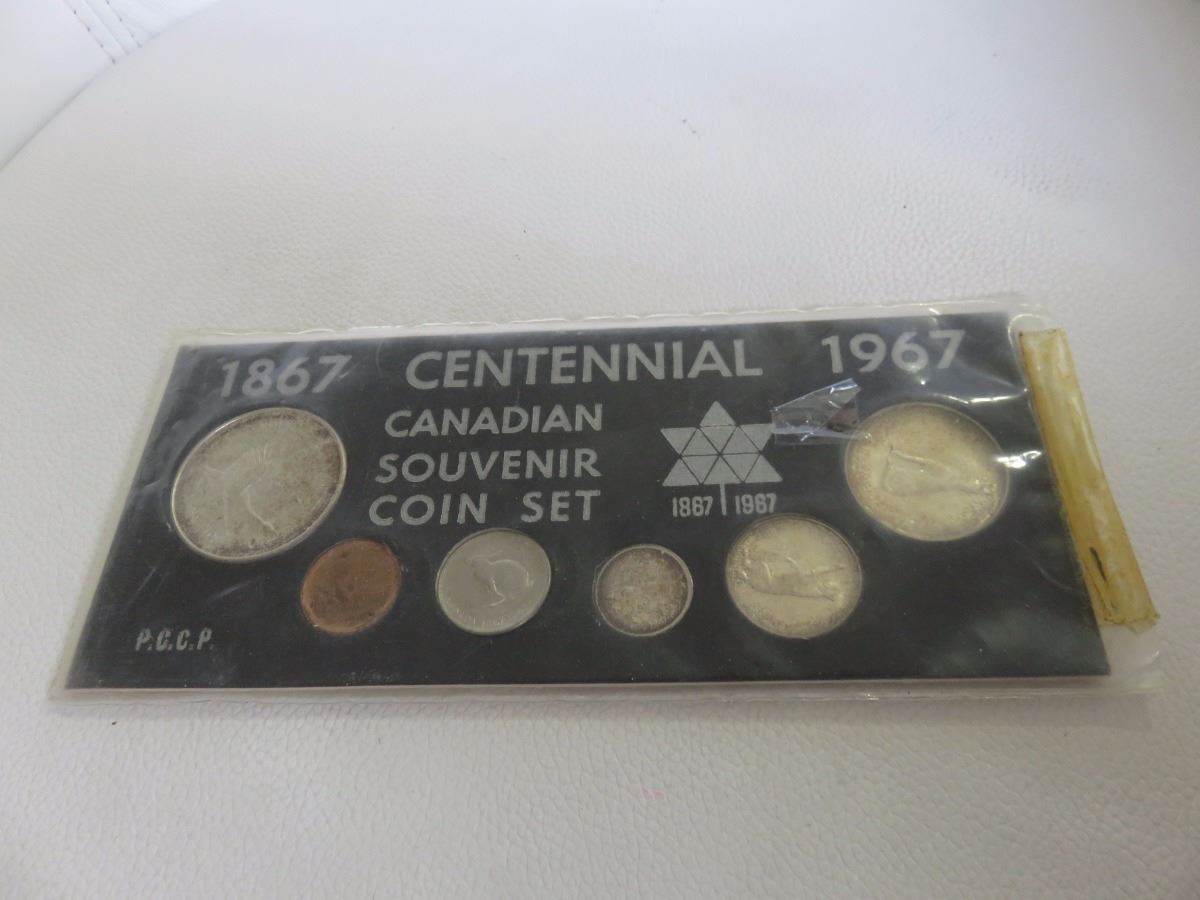 1867 CENTENNIAL 1967
CANADIAN
SOUVENIR
COIN SET
1867 1967
P.C.C.P.